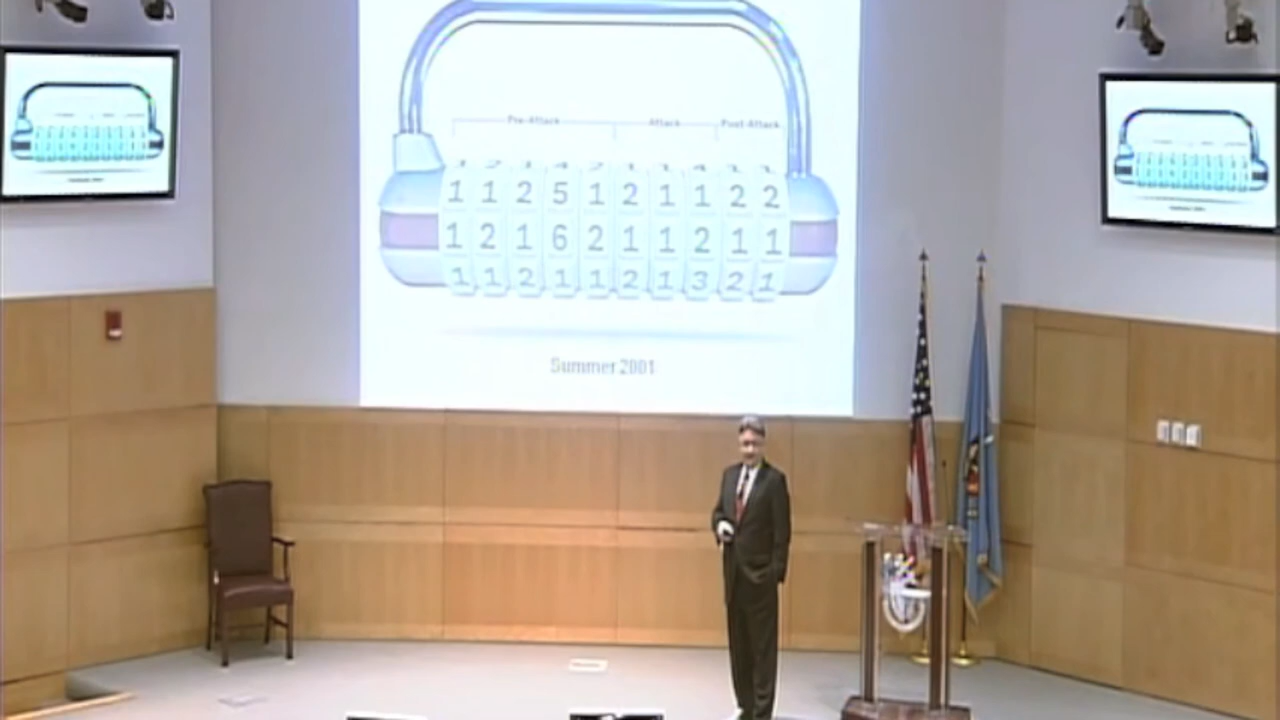 Pre-Attack Attack Post-Attack
1 1 2 5 1 2 1 1 2 2
1 2 1 6 2 1 1 2 1 1
1 1 2 1 1 2 1 3 2 1
Summer 2001